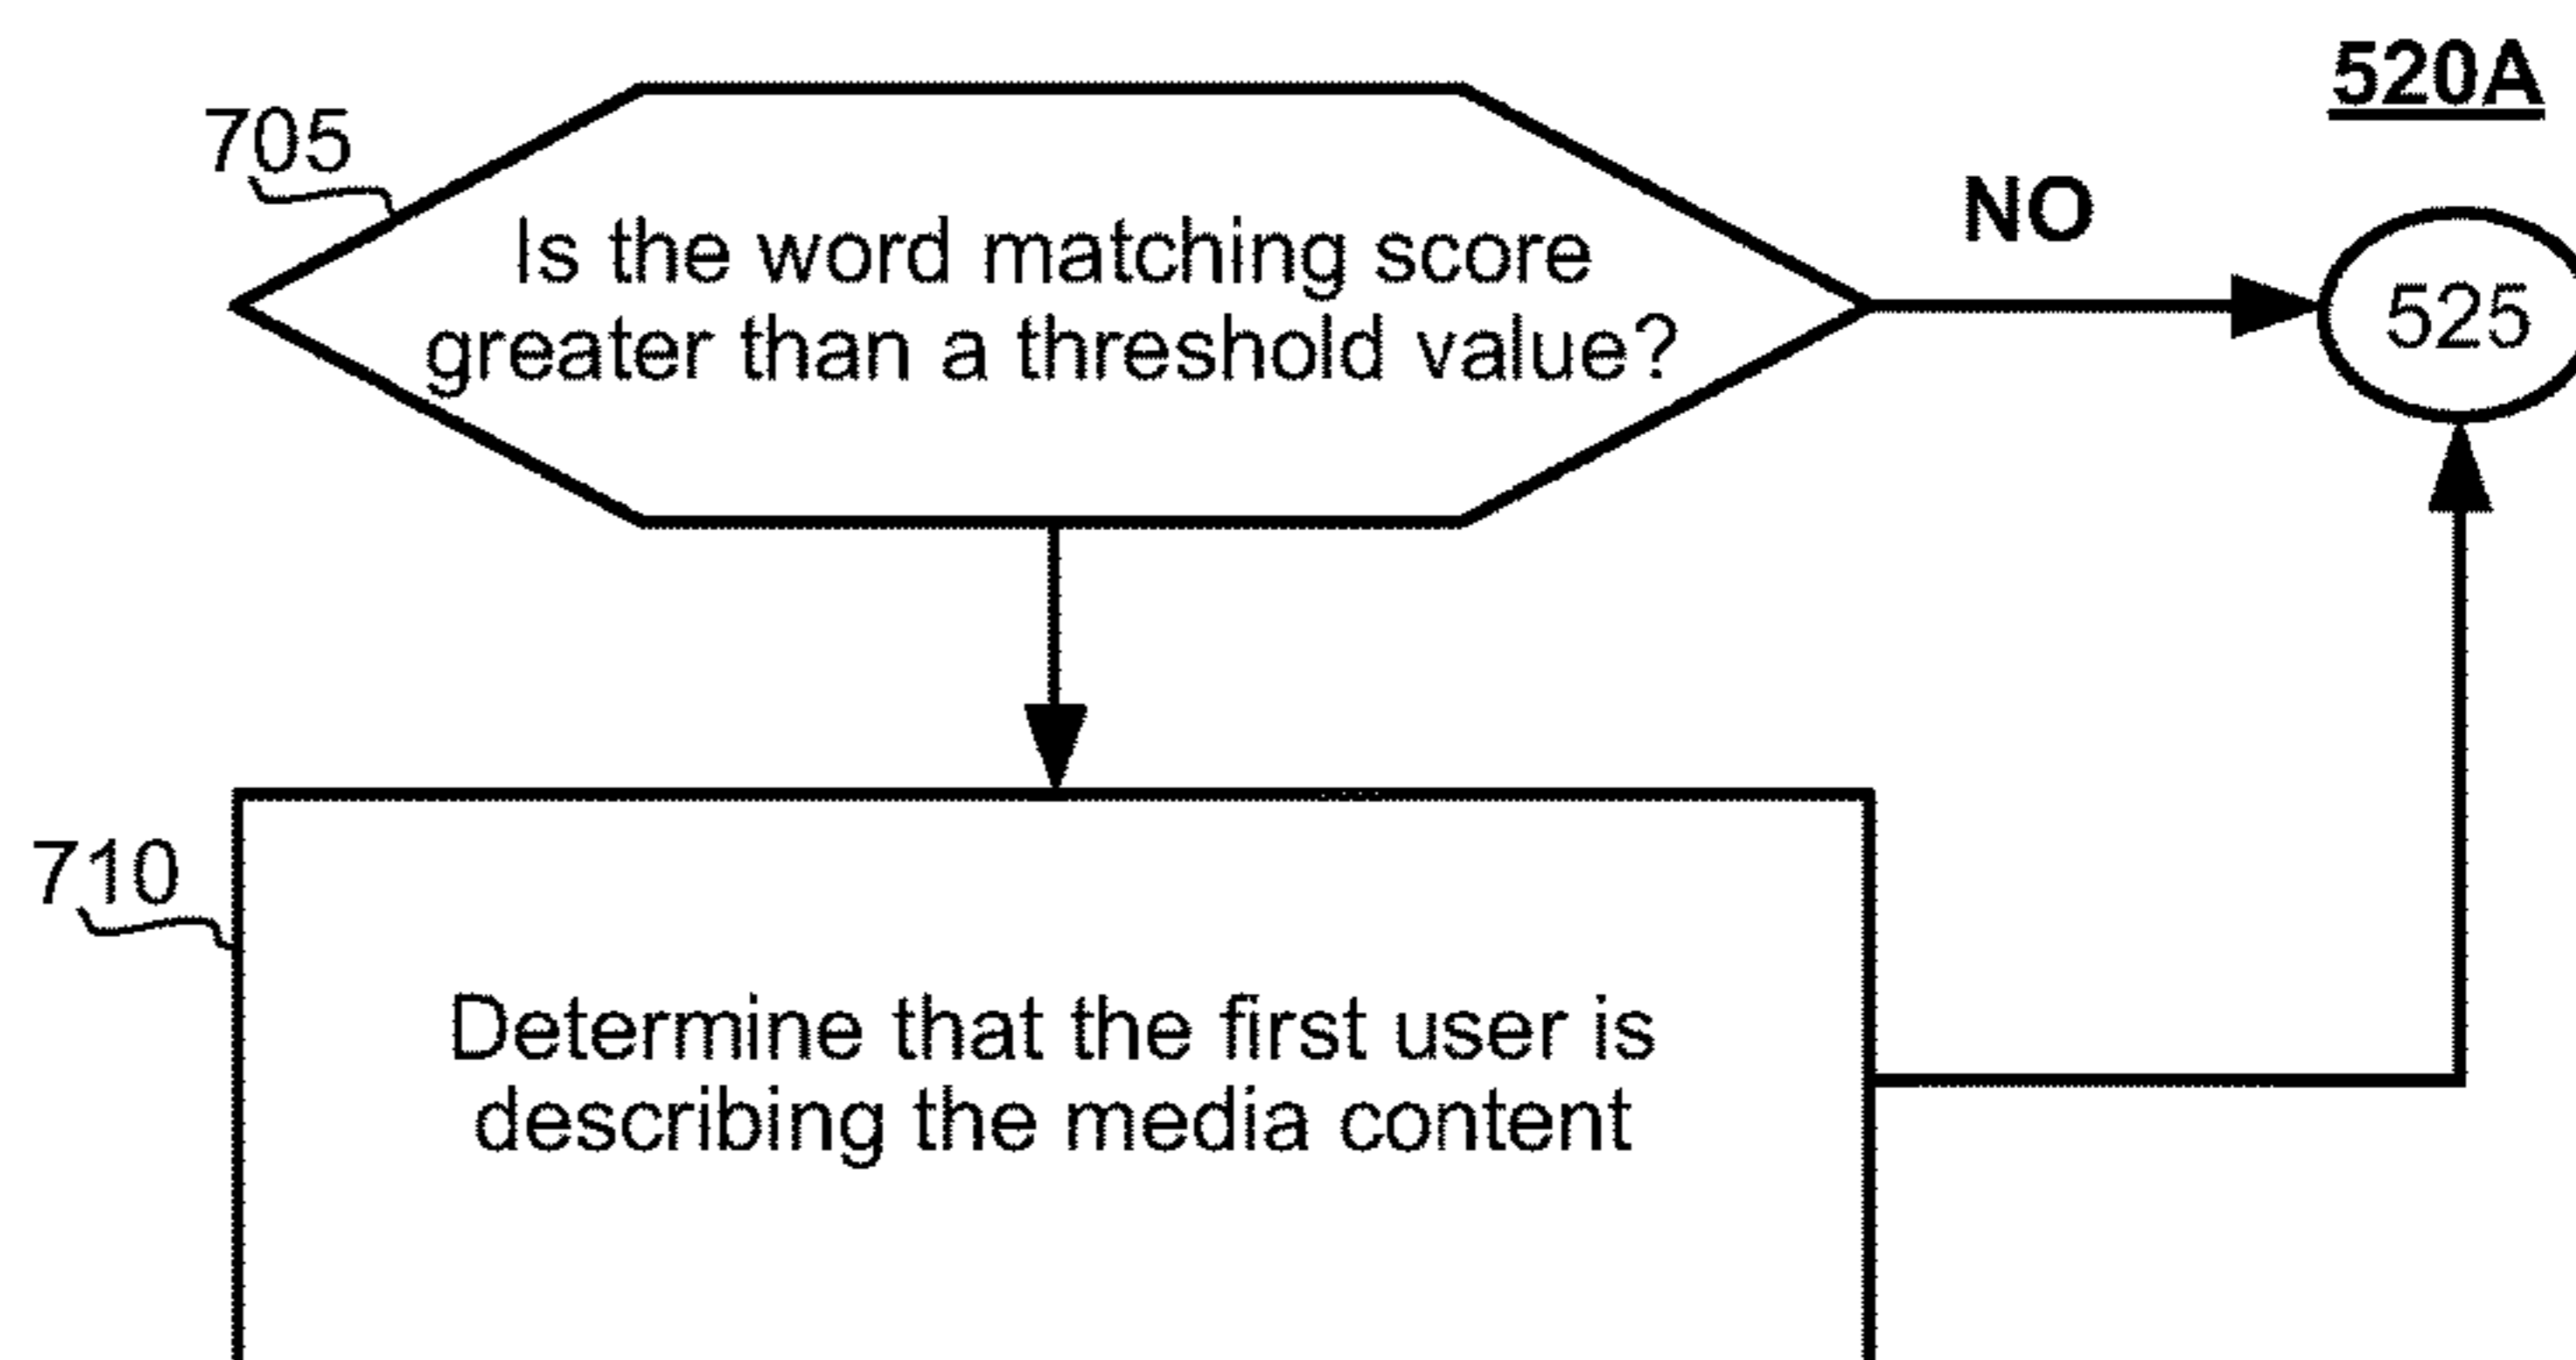 520A
705
Is the word matching score
greater than a threshold value?
NO
525
710
Determine that the first user is
describing the media content